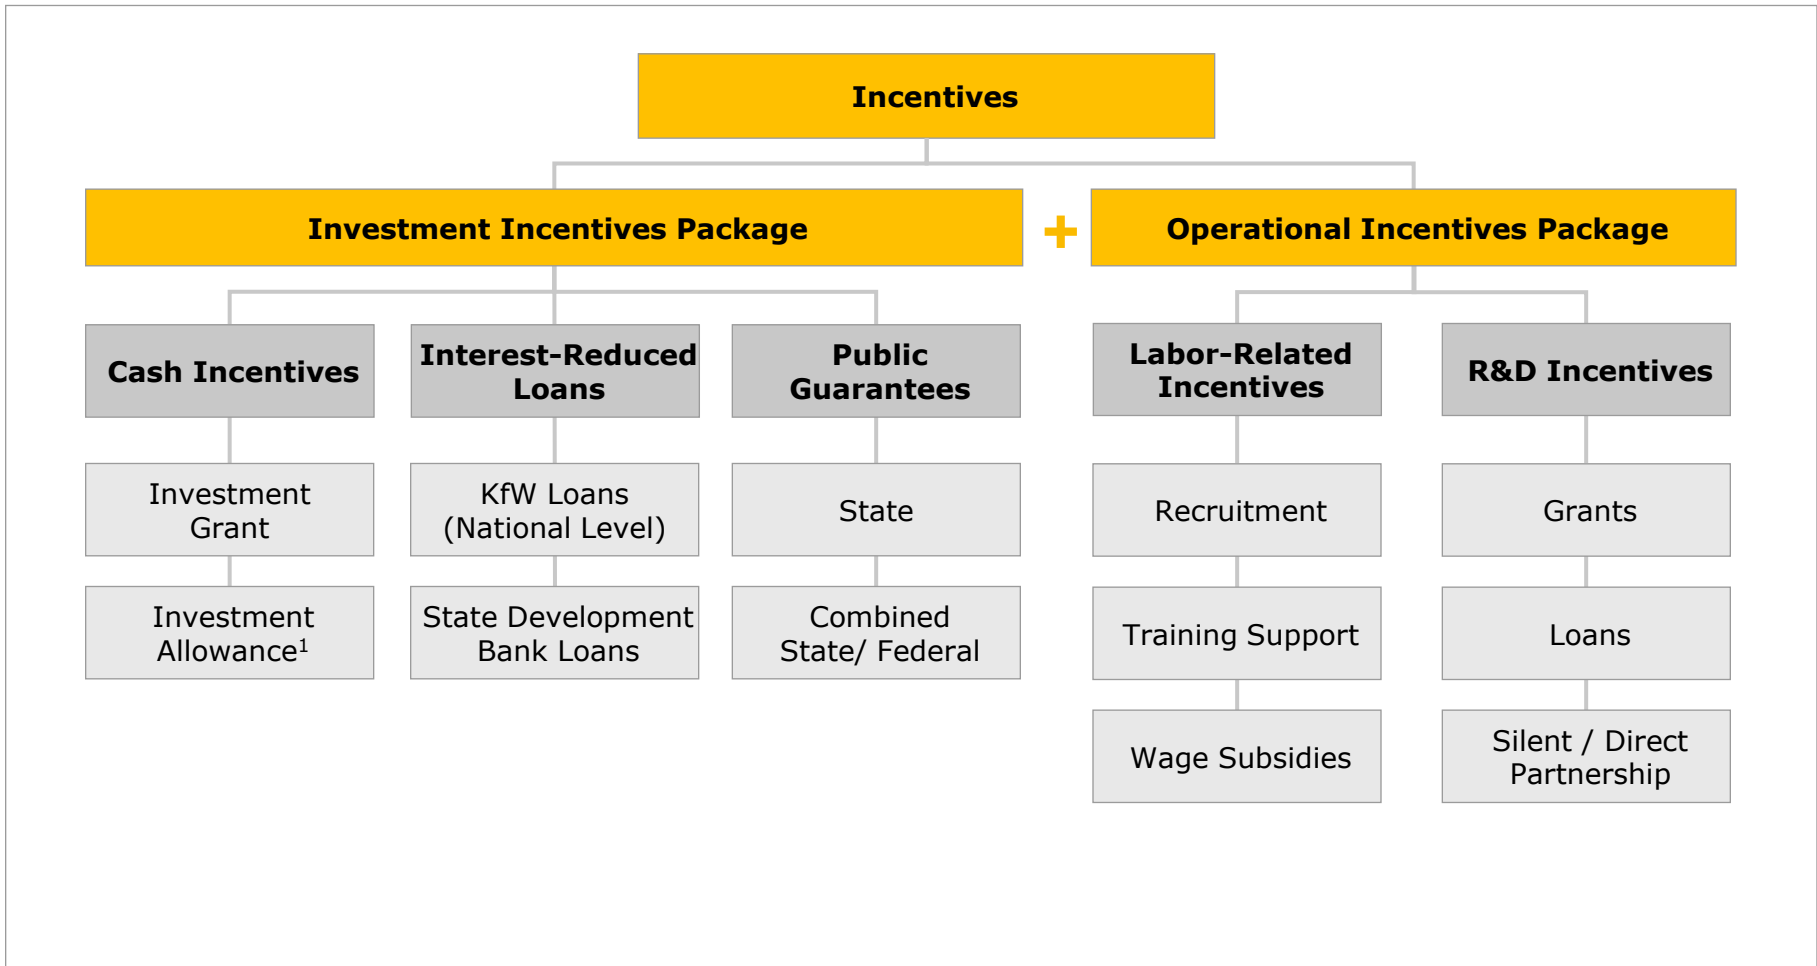 Incentives
Investment Incentives Package
+
Operational Incentives Package
Cash Incentives
Interest-Reduced
Loans
Public
Guarantees
Labor-Related
Incentives
R&D Incentives
Investment
Grant
KfW Loans
(National Level)
State
Recruitment
Grants
Investment
Allowance¹
State Development
Bank Loans
Combined
State/ Federal
Training Support
Loans
Wage Subsidies
Silent / Direct
Partnership